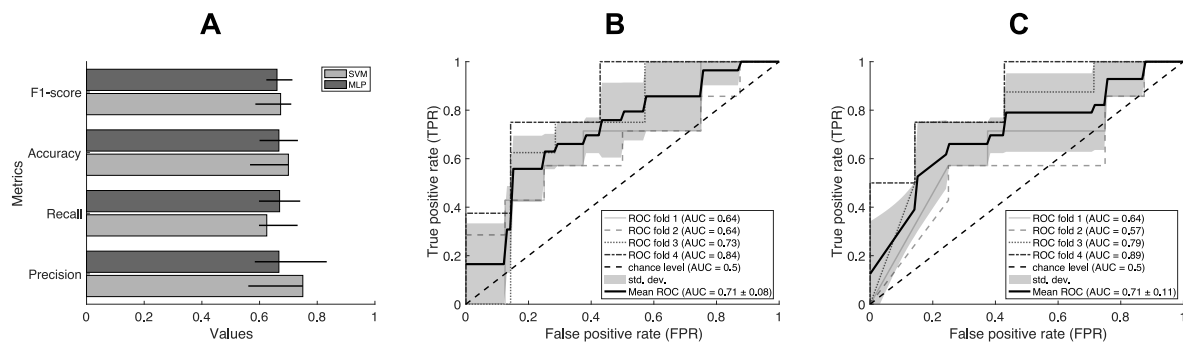 A
Metrics
F1-score
Accuracy
Recall
Precision
0 0.2 0.4 0.6 0.8 1
Values
SVM
MLP
B
True positive rate (TPR)
1
0.8
0.6
0.4
0.2
0
0 0.2 0.4 0.6 0.8 1
False positive rate (FPR)
ROC fold 1 (AUC = 0.64)
ROC fold 2 (AUC = 0.64)
ROC fold 3 (AUC = 0.73)
ROC fold 4 (AUC = 0.84)
chance level (AUC = 0.5)
std. dev.
Mean ROC (AUC = 0.71 ± 0.08)
C
True positive rate (TPR)
1
0.8
0.6
0.4
0.2
0
0 0.2 0.4 0.6 0.8 1
False positive rate (FPR)
ROC fold 1 (AUC = 0.64)
ROC fold 2 (AUC = 0.57)
ROC fold 3 (AUC = 0.79)
ROC fold 4 (AUC = 0.89)
chance level (AUC = 0.5)
std. dev.
Mean ROC (AUC = 0.71 ± 0.11)